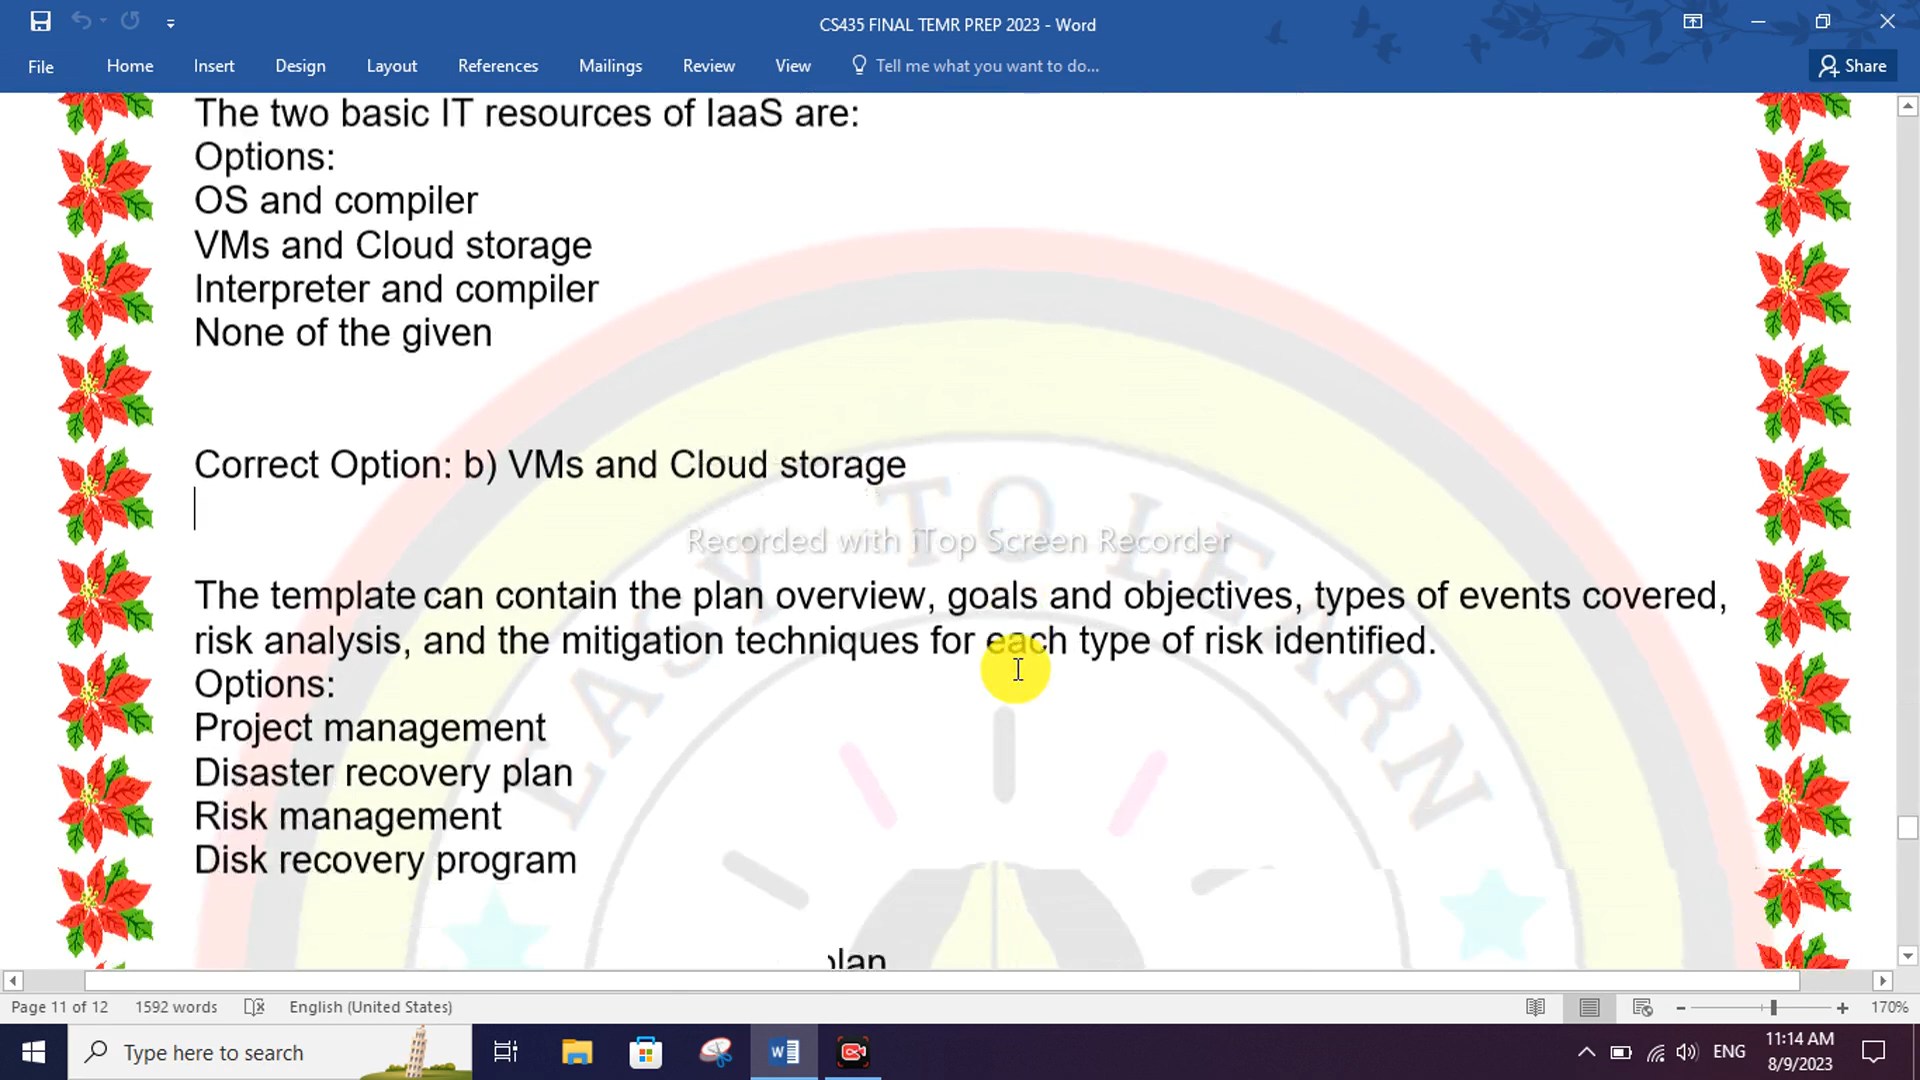 CS435 FINAL TEMR PREP 2023 - Word
File Home Insert Design Layout References Mailings Review View Tell me what you want to do... Share
The two basic IT resources of IaaS are:
Options:
OS and compiler
VMs and Cloud storage
Interpreter and compiler
None of the given
Correct Option: b) VMs and Cloud storage
Recorded with iTop Screen Recorder
EASY TO LEARN
The template can contain the plan overview, goals and objectives, types of events covered,
risk analysis, and the mitigation techniques for each type of risk identified.
Options:
Project management
Disaster recovery plan
Risk management
Disk recovery program
plan
Page 11 of 12 1592 words English (United States) 170%
Type here to search ENG 11:14 AM
8/9/2023